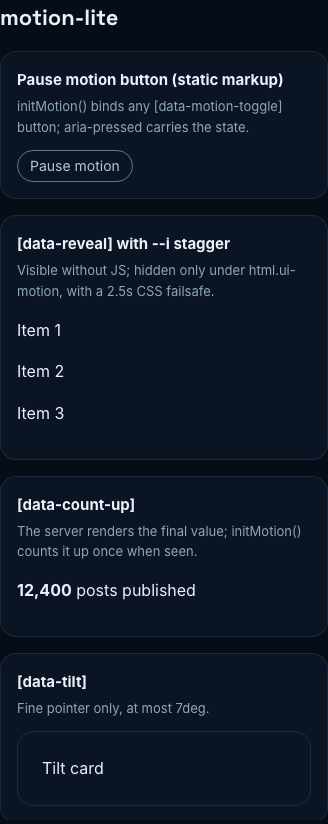 motion-lite
Pause motion button (static markup)
initMotion() binds any [data-motion-toggle]
button; aria-pressed carries the state.
Pause motion
[data-reveal] with --i stagger
Visible without JS; hidden only under html.ui-
motion, with a 2.5s CSS failsafe.
Item 1
Item 2
Item 3
[data-count-up]
The server renders the final value; initMotion()
counts it up once when seen.
12,400 posts published
[data-tilt]
Fine pointer only, at most 7deg.
Tilt card